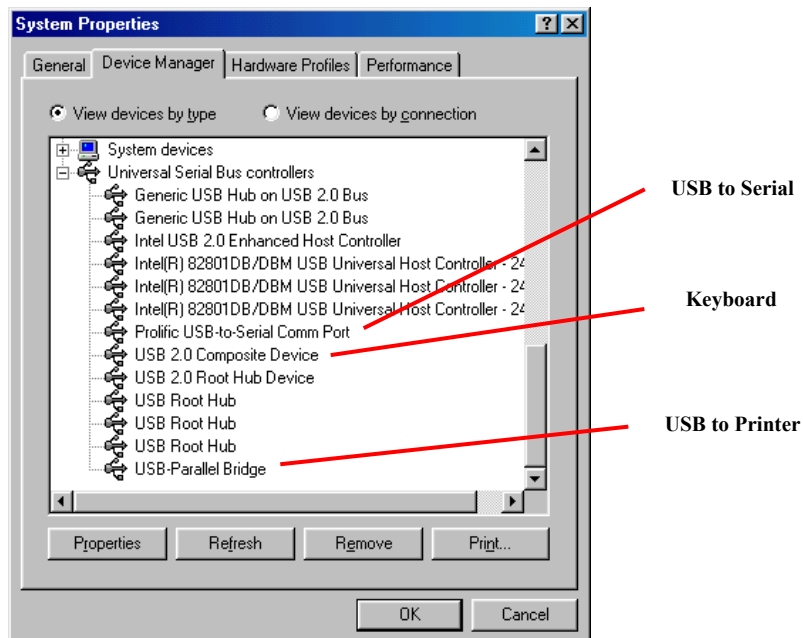 System Properties
General Device Manager Hardware Profiles Performance
View devices by type View devices by connection
System devices
Universal Serial Bus controllers
Generic USB Hub on USB 2.0 Bus
Generic USB Hub on USB 2.0 Bus
Intel USB 2.0 Enhanced Host Controller
Intel(R) 82801DB/DBM USB Universal Host Controller - 24
Intel(R) 82801DB/DBM USB Universal Host Controller - 24
Intel(R) 82801DB/DBM USB Universal Host Controller - 24
Prolific USB-to-Serial Comm Port
USB 2.0 Composite Device
USB 2.0 Root Hub Device
USB Root Hub
USB Root Hub
USB Root Hub
USB-Parallel Bridge
Properties Refresh Remove Print...
OK Cancel
USB to Serial
Keyboard
USB to Printer